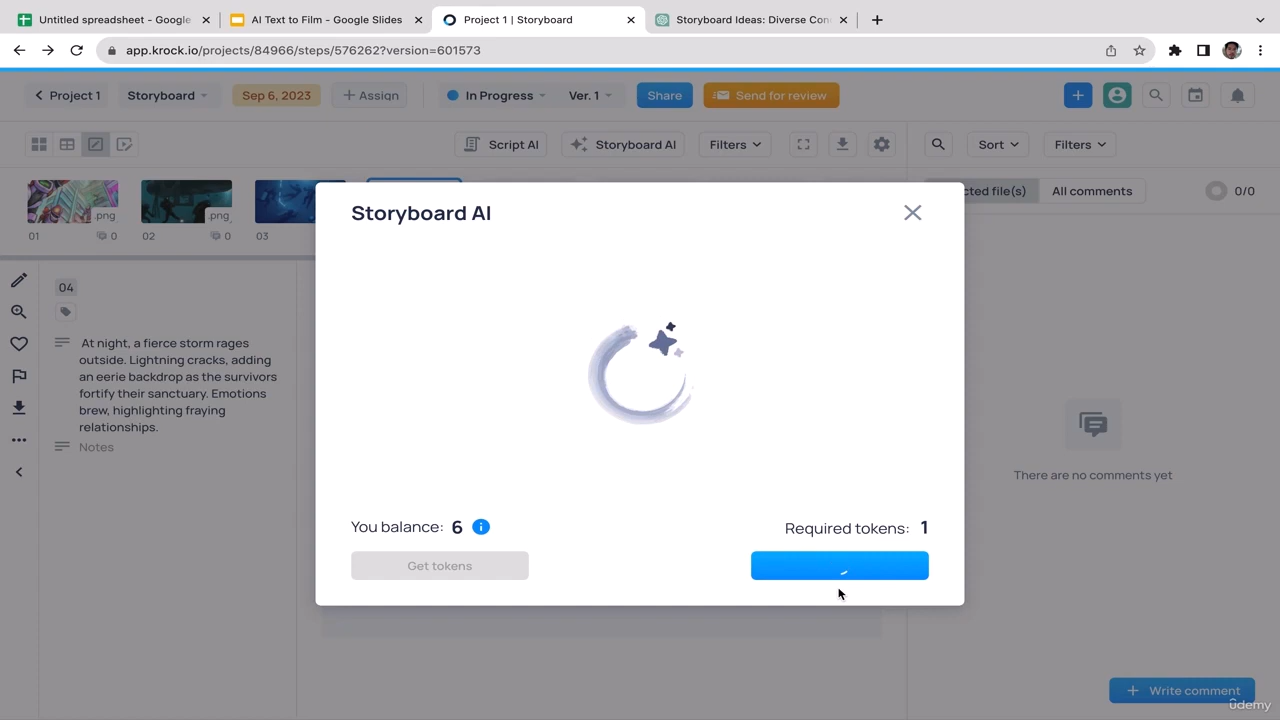 Untitled spreadsheet - Google
AI Text to Film - Google Slides
Project 1 | Storyboard
Storyboard Ideas: Diverse Con
app.krock.io/projects/84966/steps/576262?version=601573
Project 1
Storyboard
Sep 6, 2023
Assign
In Progress
Ver. 1
Share
Send for review
Script AI
Storyboard AI
Filters
Sort
Filters
.png
.png
cted file(s)
All comments
0/0
01
0
02
0
03
Storyboard AI
04
At night, a fierce storm rages
outside. Lightning cracks, adding
an eerie backdrop as the survivors
fortify their sanctuary. Emotions
brew, highlighting fraying
relationships.
Notes
There are no comments yet
You balance: 6
Required tokens: 1
Get tokens
Write comment
ûdemy